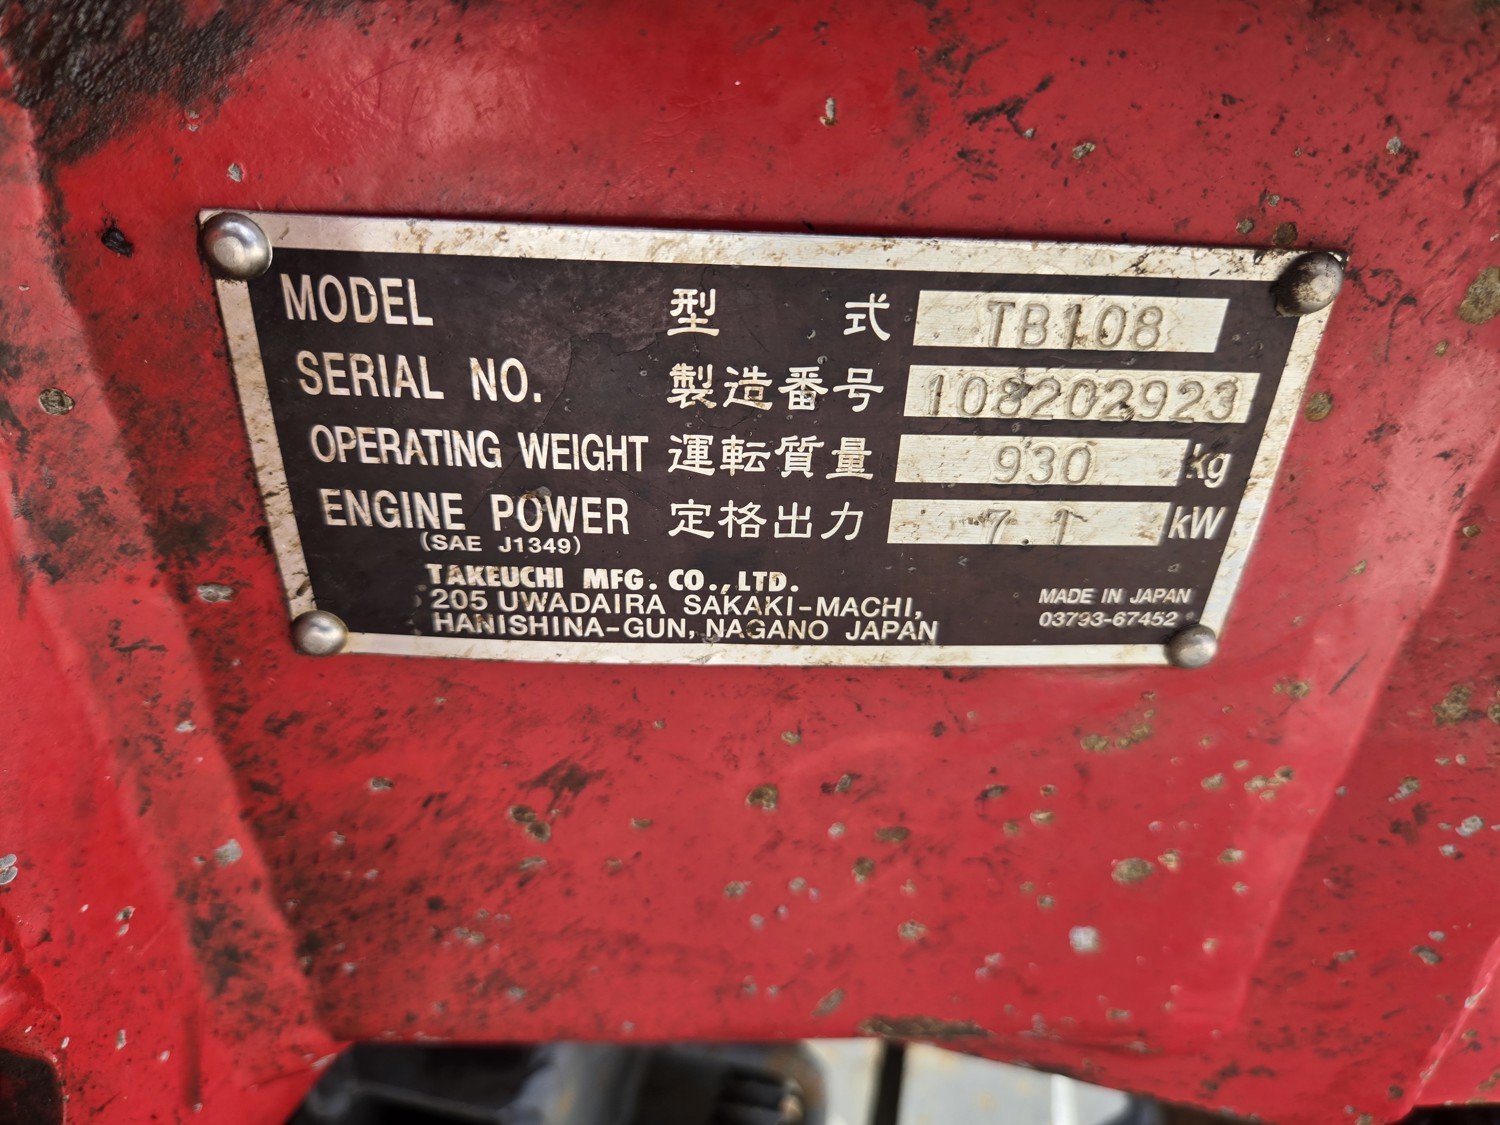 MODEL 型式 TB108
SERIAL NO. 製造番号 108202923
OPERATING WEIGHT 運転質量 930 kg
ENGINE POWER 定格出力 7.1 kW
(SAE J1349)
TAKEUCHI MFG. CO., LTD.
205 UWADAIRA SAKAKI-MACHI,
HANISHINA-GUN, NAGANO JAPAN
MADE IN JAPAN
03793-67452